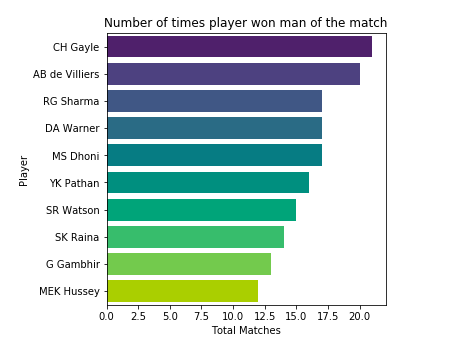 Number of times player won man of the match
CH Gayle
AB de Villiers
RG Sharma
DA Warner
MS Dhoni
YK Pathan
SR Watson
SK Raina
G Gambhir
MEK Hussey
Player
0.0 2.5 5.0 7.5 10.0 12.5 15.0 17.5 20.0
Total Matches